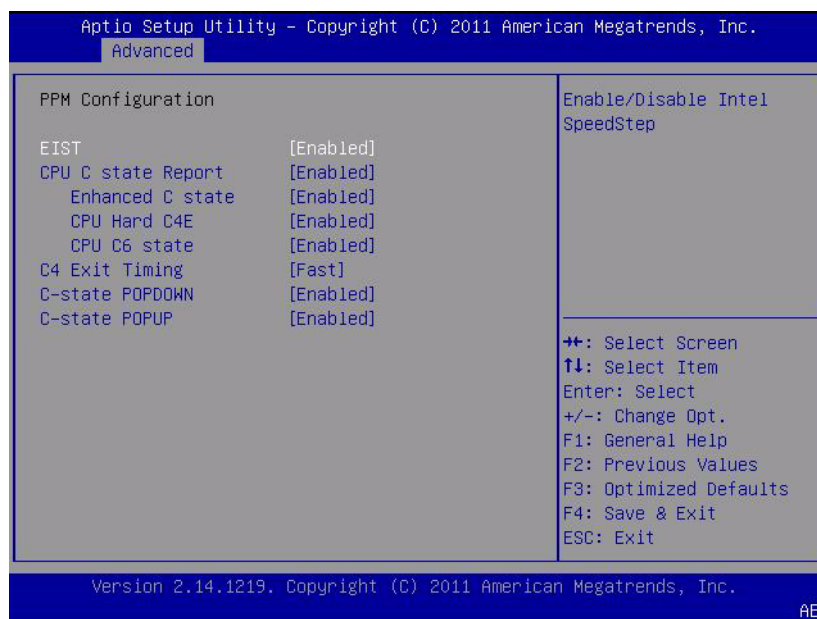 Aptio Setup Utility – Copyright (C) 2011 American Megatrends, Inc.
Advanced
PPM Configuration
EIST [Enabled]
CPU C state Report [Enabled]
Enhanced C state [Enabled]
CPU Hard C4E [Enabled]
CPU C6 state [Enabled]
C4 Exit Timing [Fast]
C-state POPDOWN [Enabled]
C-state POPUP [Enabled]
Enable/Disable Intel
SpeedStep
→←: Select Screen
↑↓: Select Item
Enter: Select
+/-: Change Opt.
F1: General Help
F2: Previous Values
F3: Optimized Defaults
F4: Save & Exit
ESC: Exit
Version 2.14.1219. Copyright (C) 2011 American Megatrends, Inc.
AB